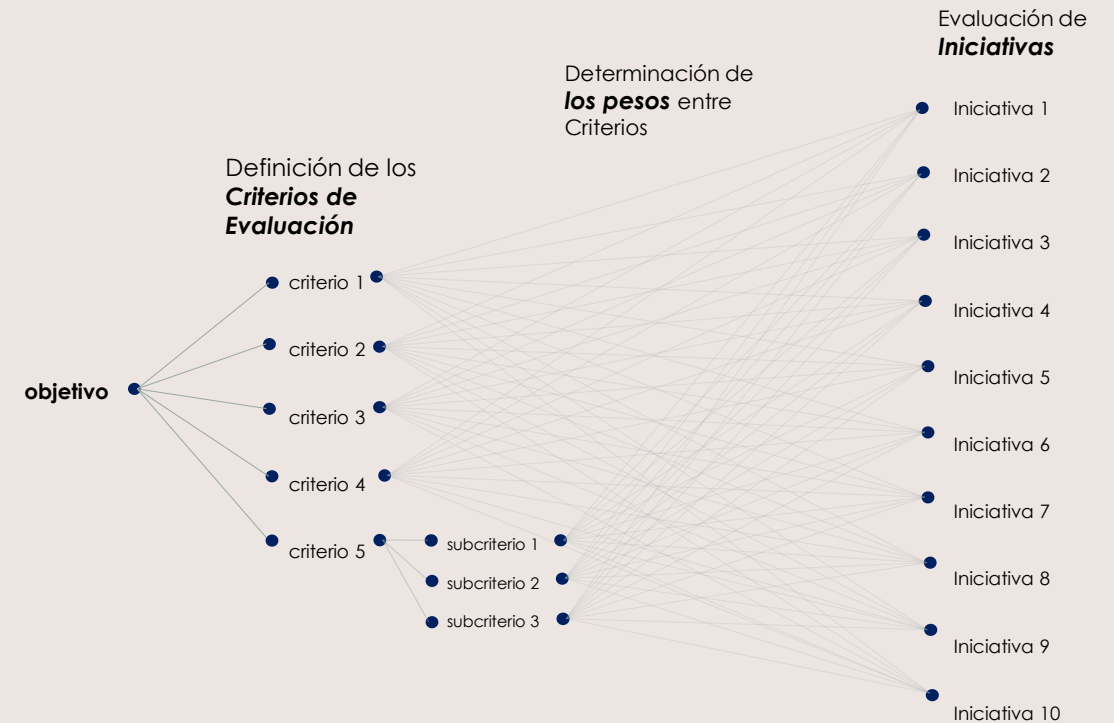 Evaluación de
Iniciativas
Determinación de
los pesos entre
Criterios
Definición de los
Criterios de
Evaluación
objetivo
criterio 1
criterio 2
criterio 3
criterio 4
criterio 5
subcriterio 1
subcriterio 2
subcriterio 3
Iniciativa 1
Iniciativa 2
Iniciativa 3
Iniciativa 4
Iniciativa 5
Iniciativa 6
Iniciativa 7
Iniciativa 8
Iniciativa 9
Iniciativa 10